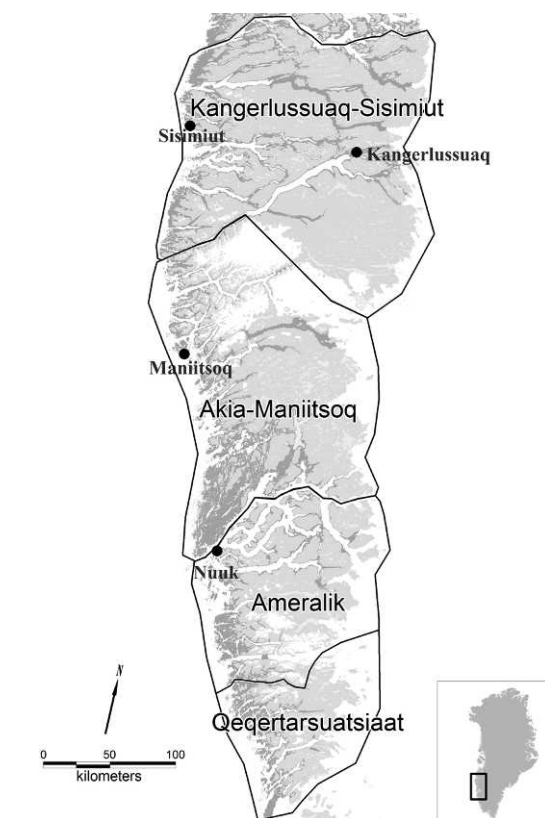 Kangerlussuaq-Sisimiut
Sisimiut
Kangerlussuaq
Maniitsoq
Akia-Maniitsoq
Nuuk
Ameralik
N
Qeqertarsuatsiaat
0 50 100
kilometers